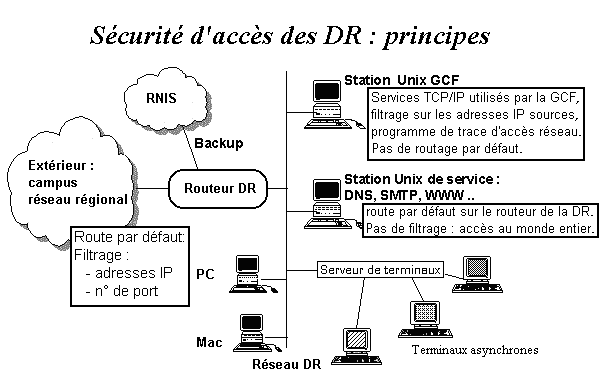 Sécurité d'accès des DR : principes
RNIS
Backup
Extérieur :
campus
réseau régional
Routeur DR
Route par défaut:
Filtrage :
- adresses IP
- n° de port
Station Unix GCF
Services TCP/IP utilisés par la GCF,
filtrage sur les adresses IP sources,
programme de trace d'accès réseau.
Pas de routage par défaut.
Station Unix de service :
DNS, SMTP, WWW ..
route par défaut sur le routeur de la DR.
Pas de filtrage : accès au monde entier.
PC
Serveur de terminaux
Mac
Réseau DR
Terminaux asynchrones